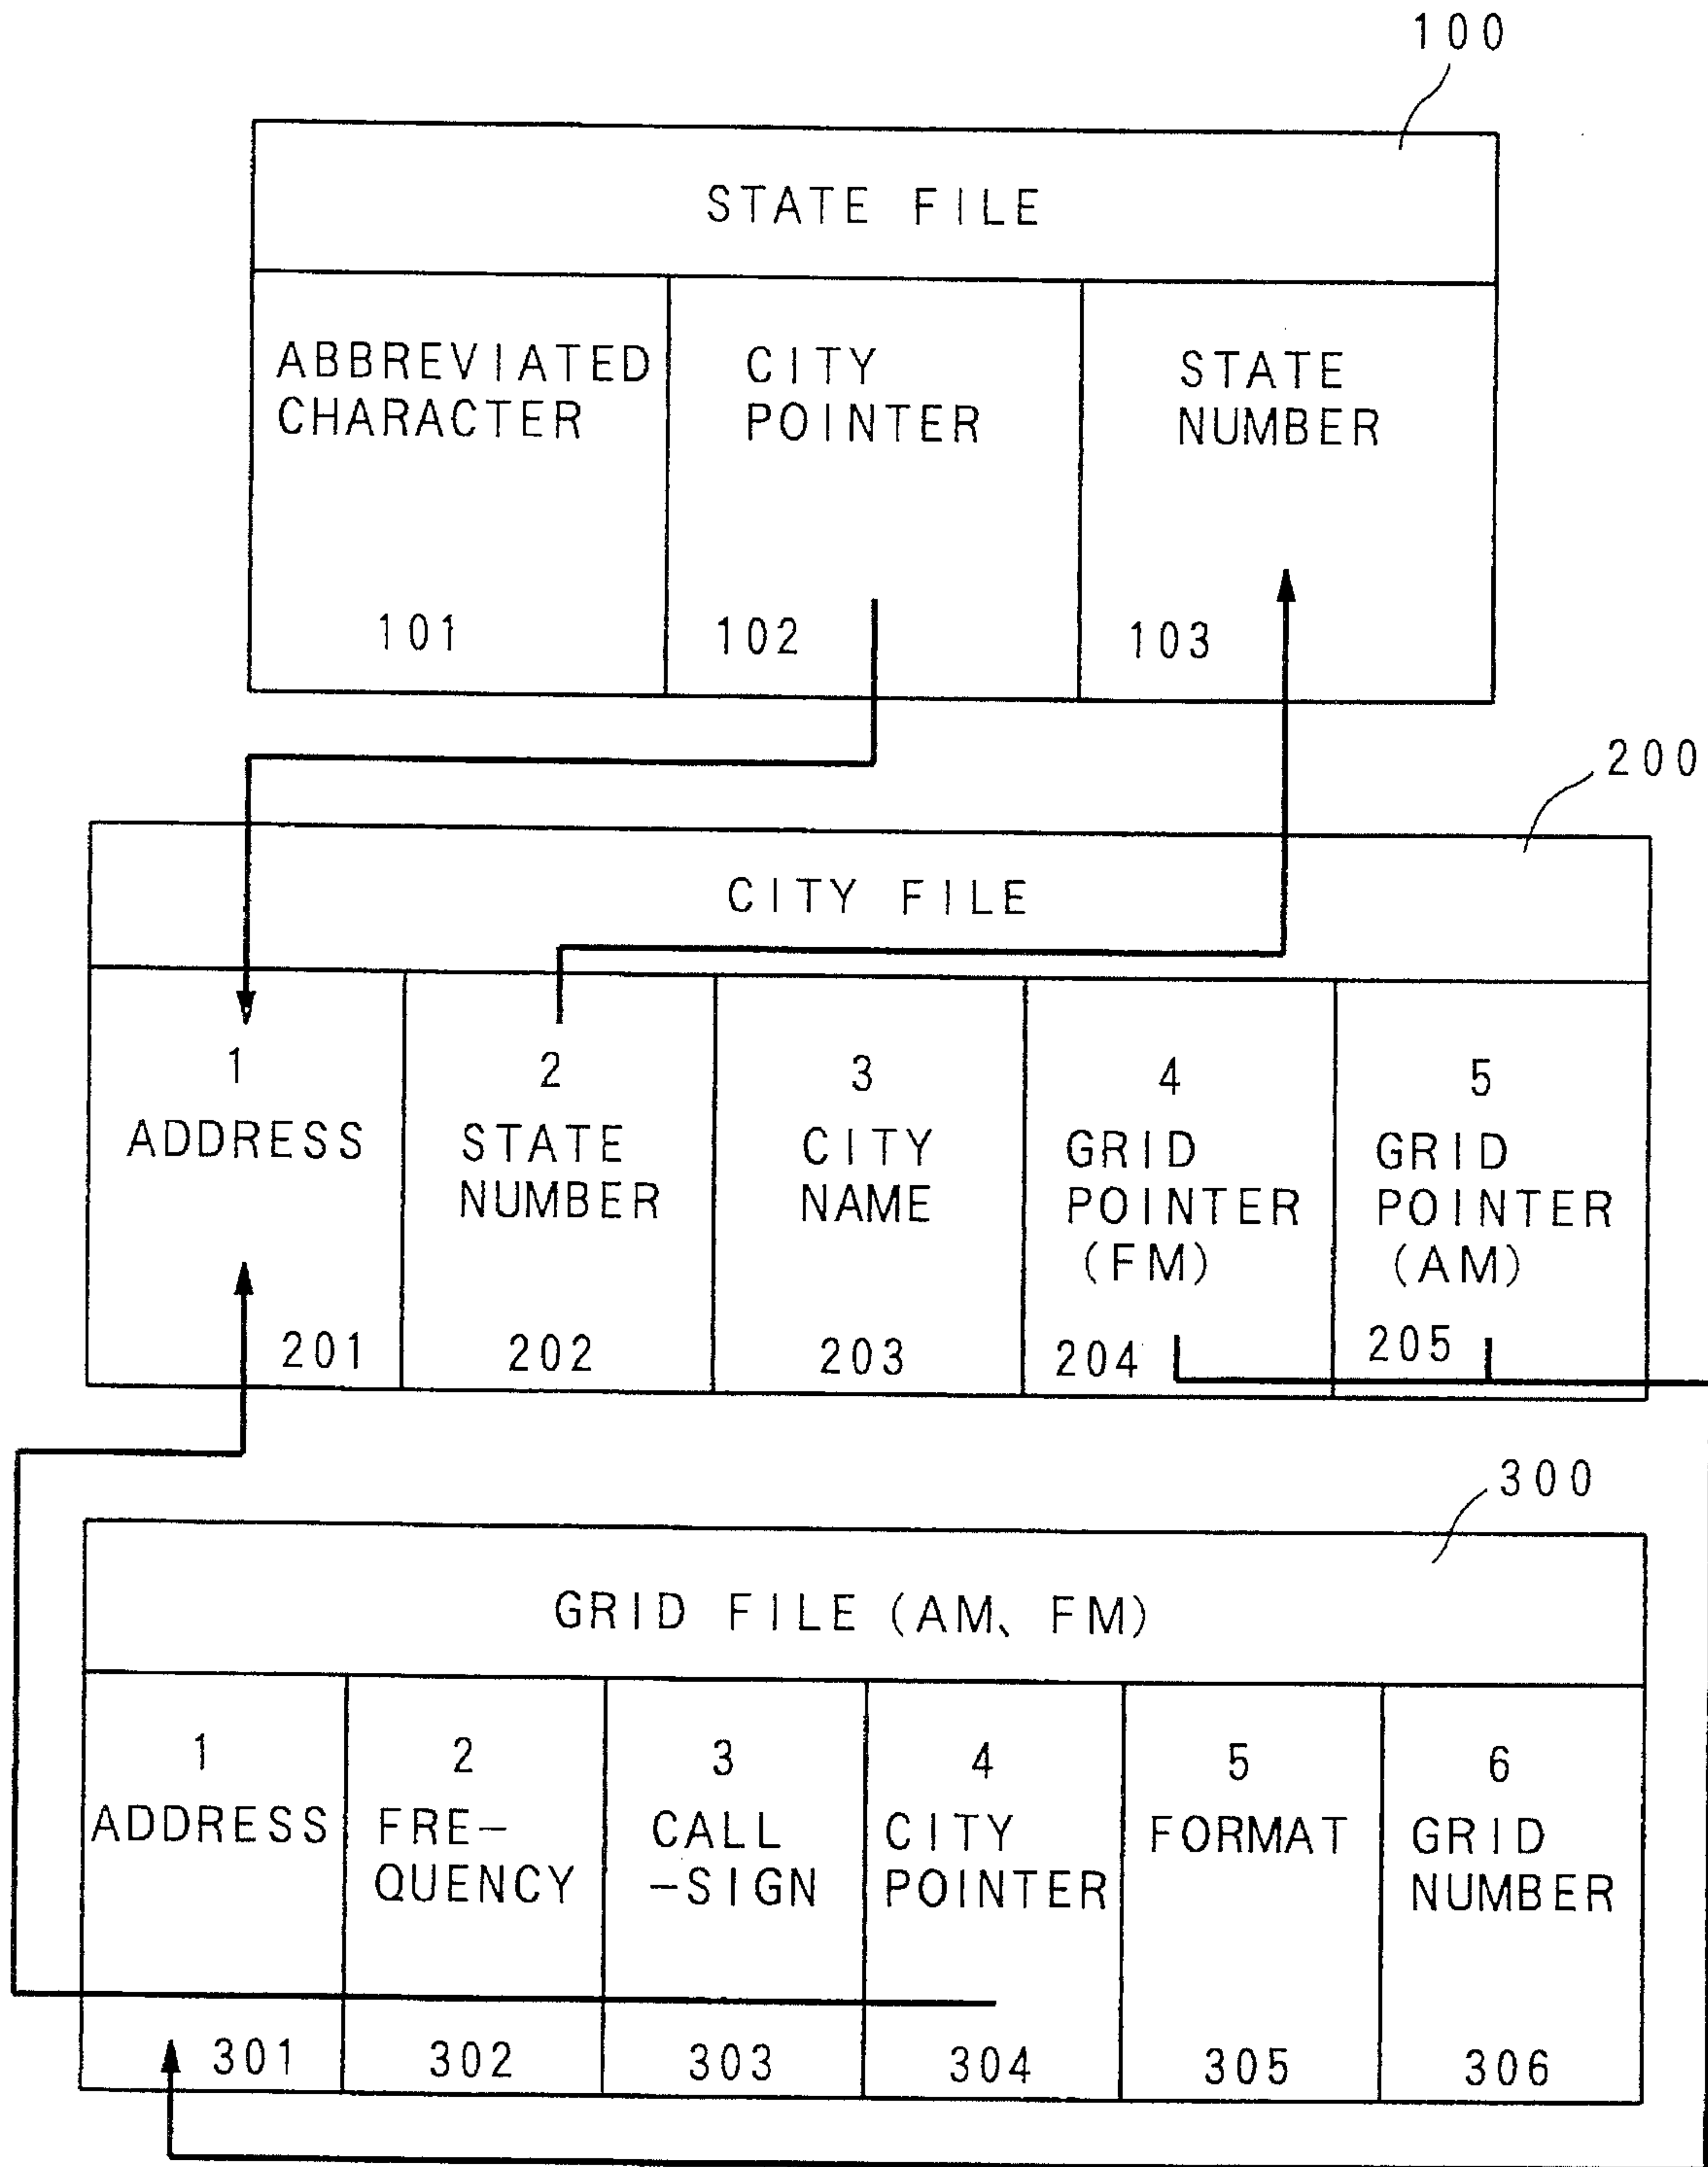 100
STATE FILE
ABBREVIATED
CHARACTER
101
CITY
POINTER
102
STATE
NUMBER
103
200
CITY FILE
1
ADDRESS
201
2
STATE
NUMBER
202
3
CITY
NAME
203
4
GRID
POINTER
(FM)
204
5
GRID
POINTER
(AM)
205
300
GRID FILE (AM、FM)
1
ADDRESS
301
2
FRE-
QUENCY
302
3
CALL
-SIGN
303
4
CITY
POINTER
304
5
FORMAT
305
6
GRID
NUMBER
306